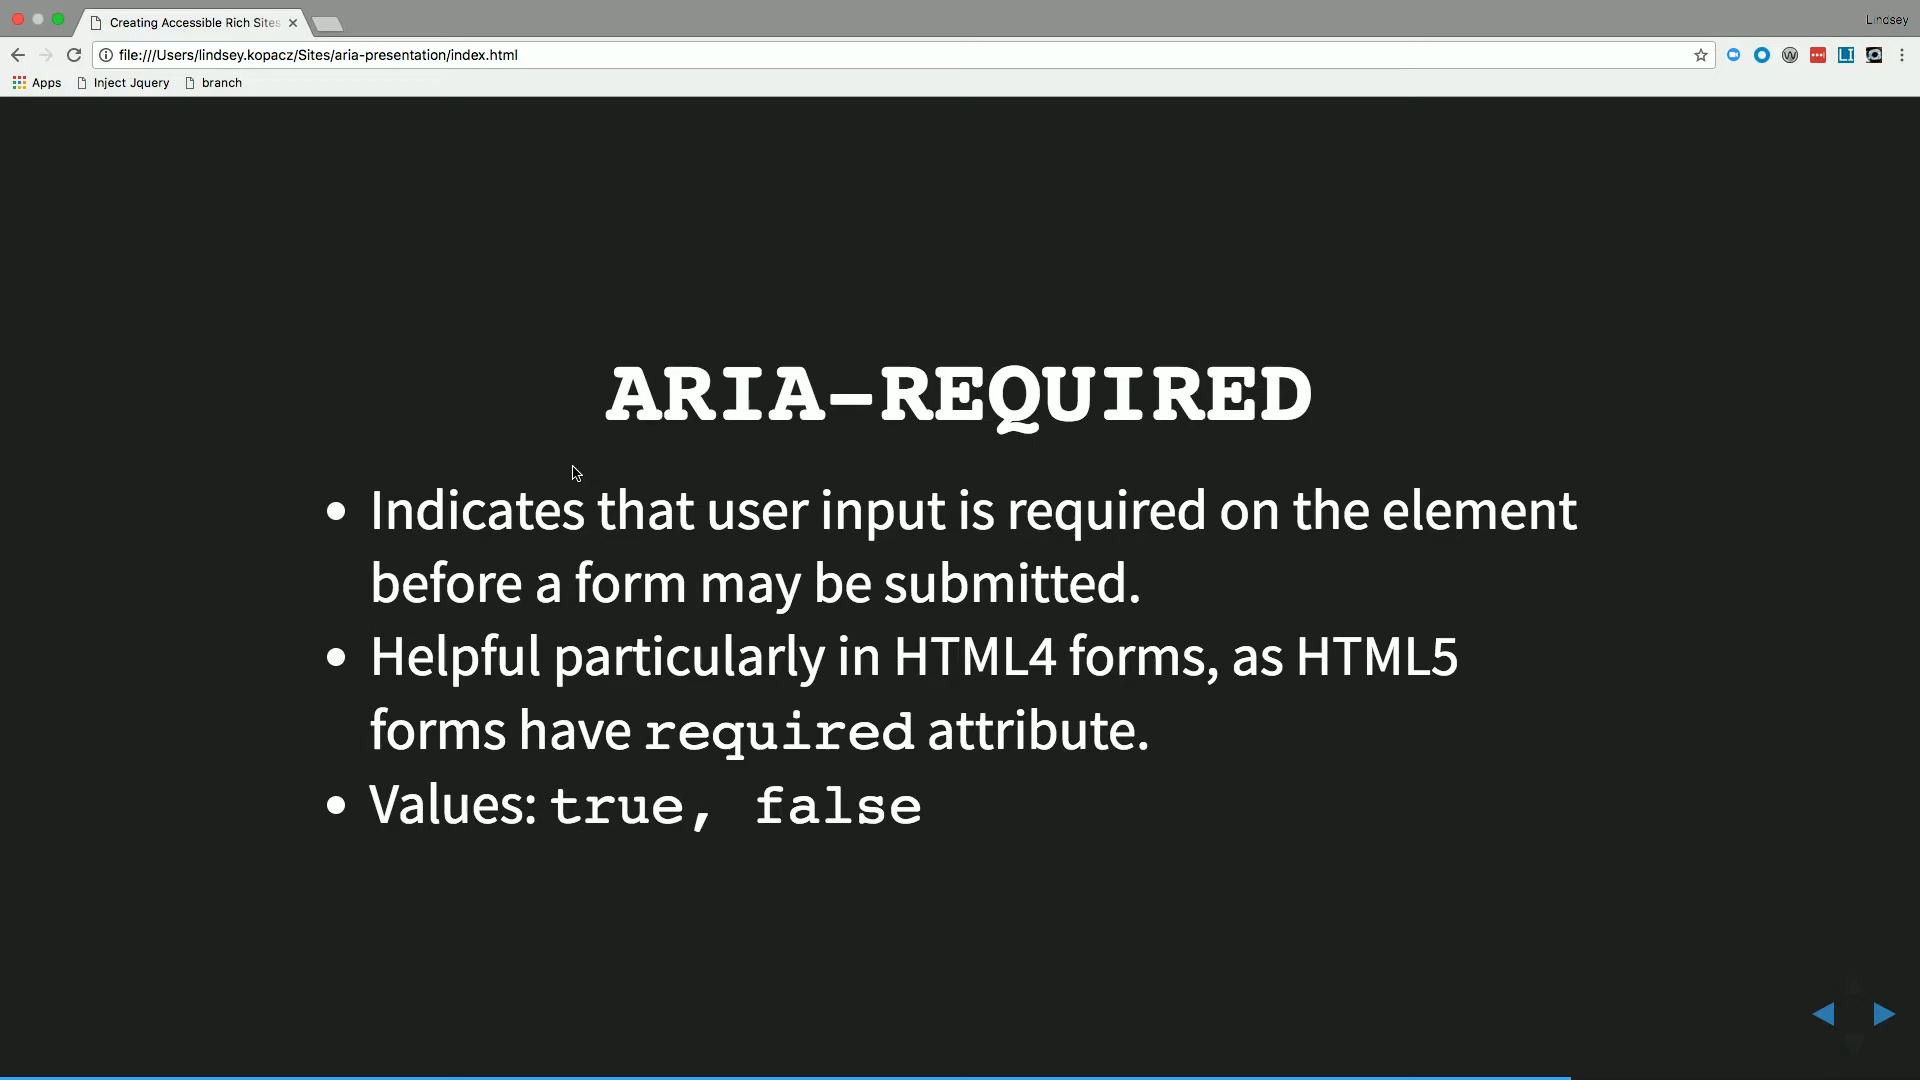 Creating Accessible Rich Sites
Lindsey
file:///Users/lindsey.kopacz/Sites/aria-presentation/index.html
Apps
Inject Jquery
branch
ARIA-REQUIRED
• Indicates that user input is required on the element
before a form may be submitted.
• Helpful particularly in HTML4 forms, as HTML5
forms have required attribute.
• Values: true, false